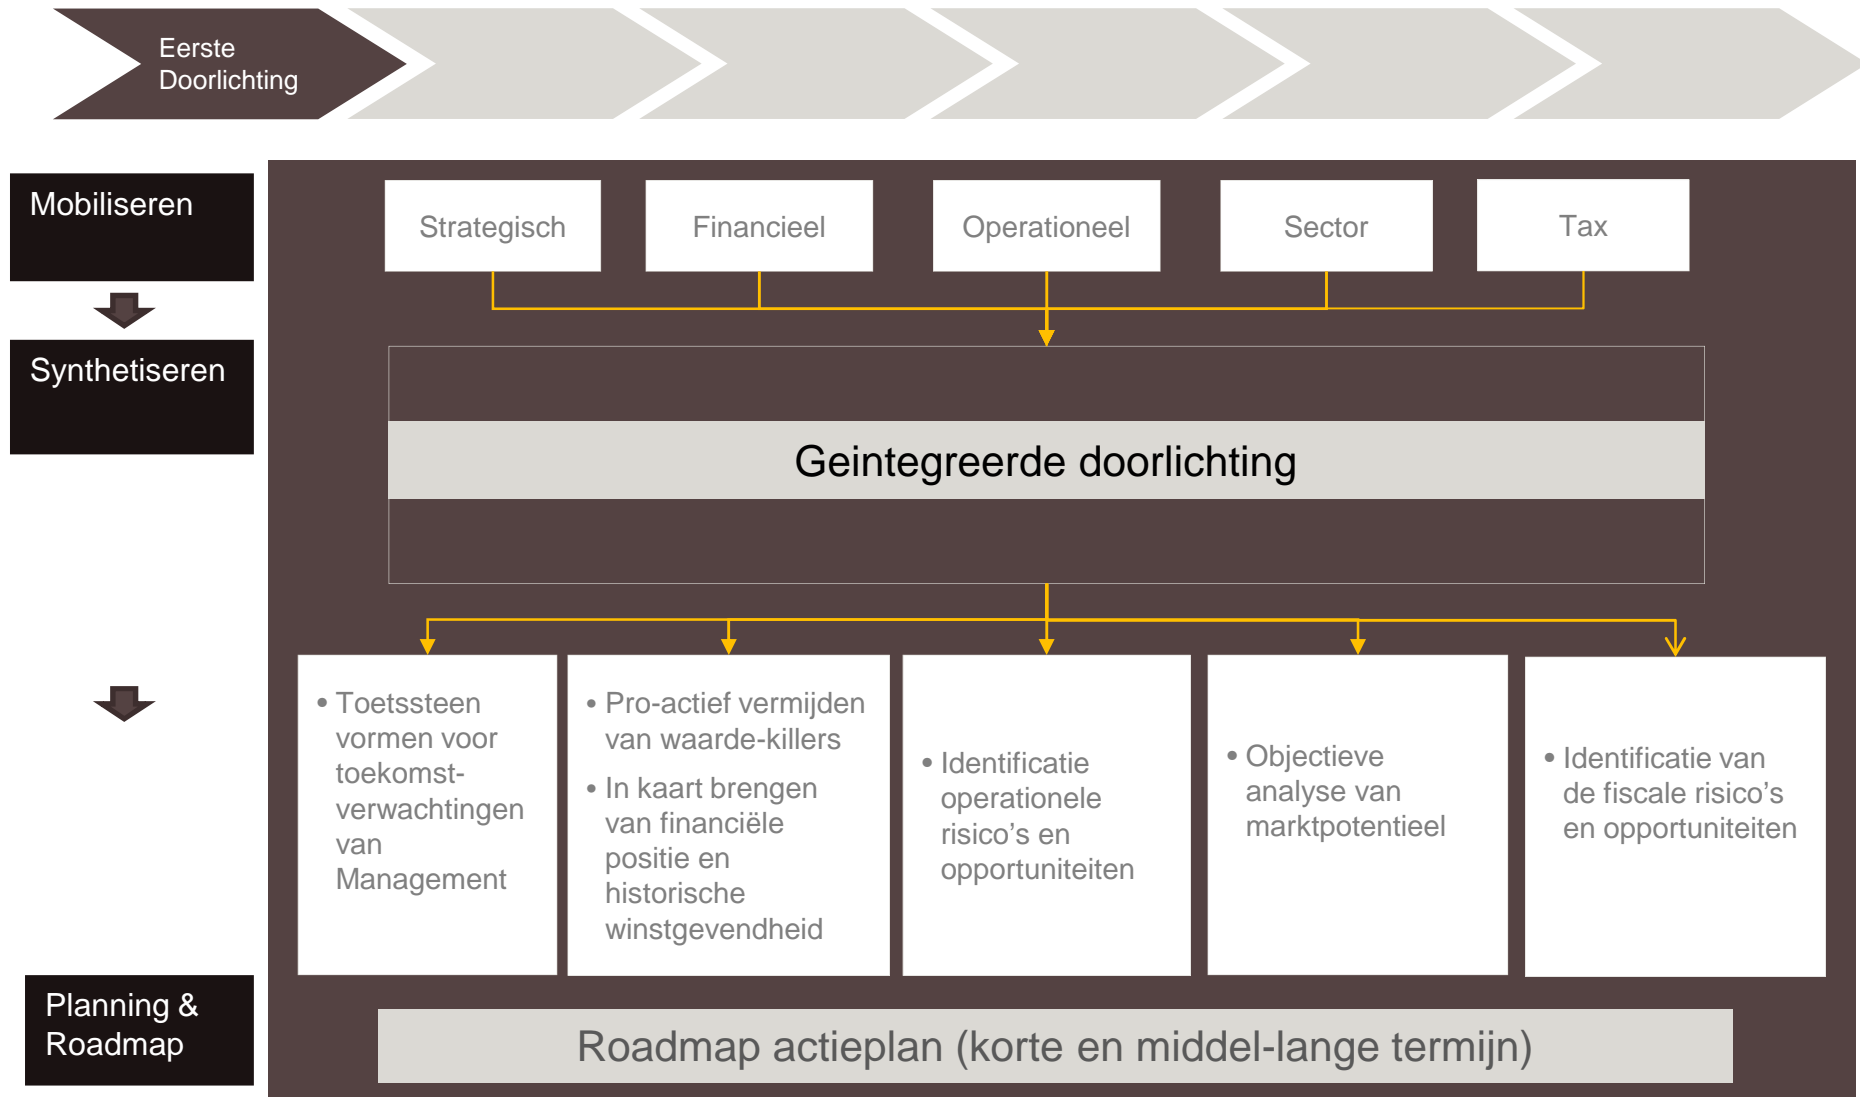 Eerste
Doorlichting
Mobiliseren
Strategisch
Financieel
Operationeel
Sector
Tax
Synthetiseren
Geintegreerde doorlichting
• Toetssteen
vormen voor
toekomst-
verwachtingen
van
Management
• Pro-actief vermijden
van waarde-killers
• In kaart brengen
van financiële
positie en
historische
winstgevendheid
• Identificatie
operationele
risico’s en
opportuniteiten
• Objectieve
analyse van
marktpotentieel
• Identificatie van
de fiscale risico’s
en opportuniteiten
Planning &
Roadmap
Roadmap actieplan (korte en middel-lange termijn)